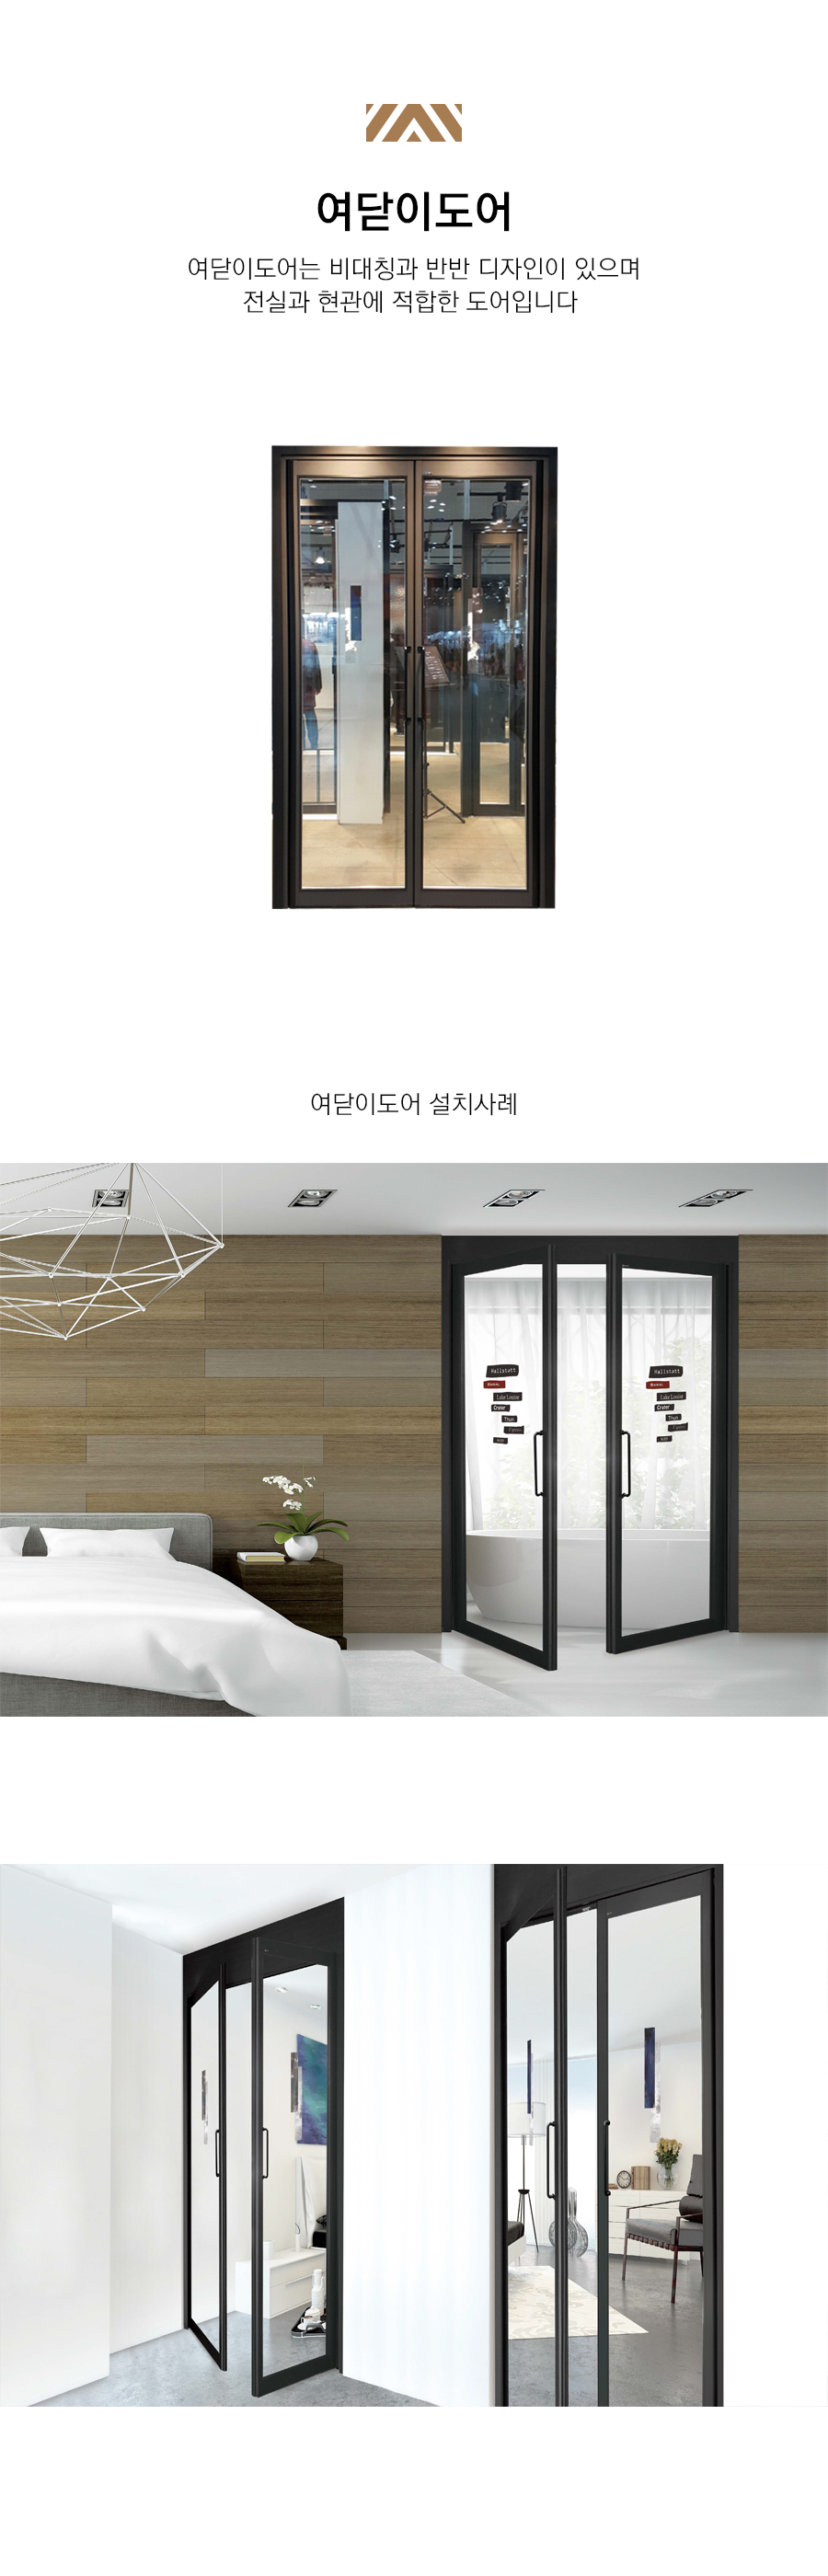 여닫이도어
여닫이도어는 비대칭과 반반 디자인이 있으며
전실과 현관에 적합한 도어입니다
여닫이도어 설치사례
Hallstatt
Lake Louise
Crater
Thun
Hallstatt
Lake Louise
Crater
Thun